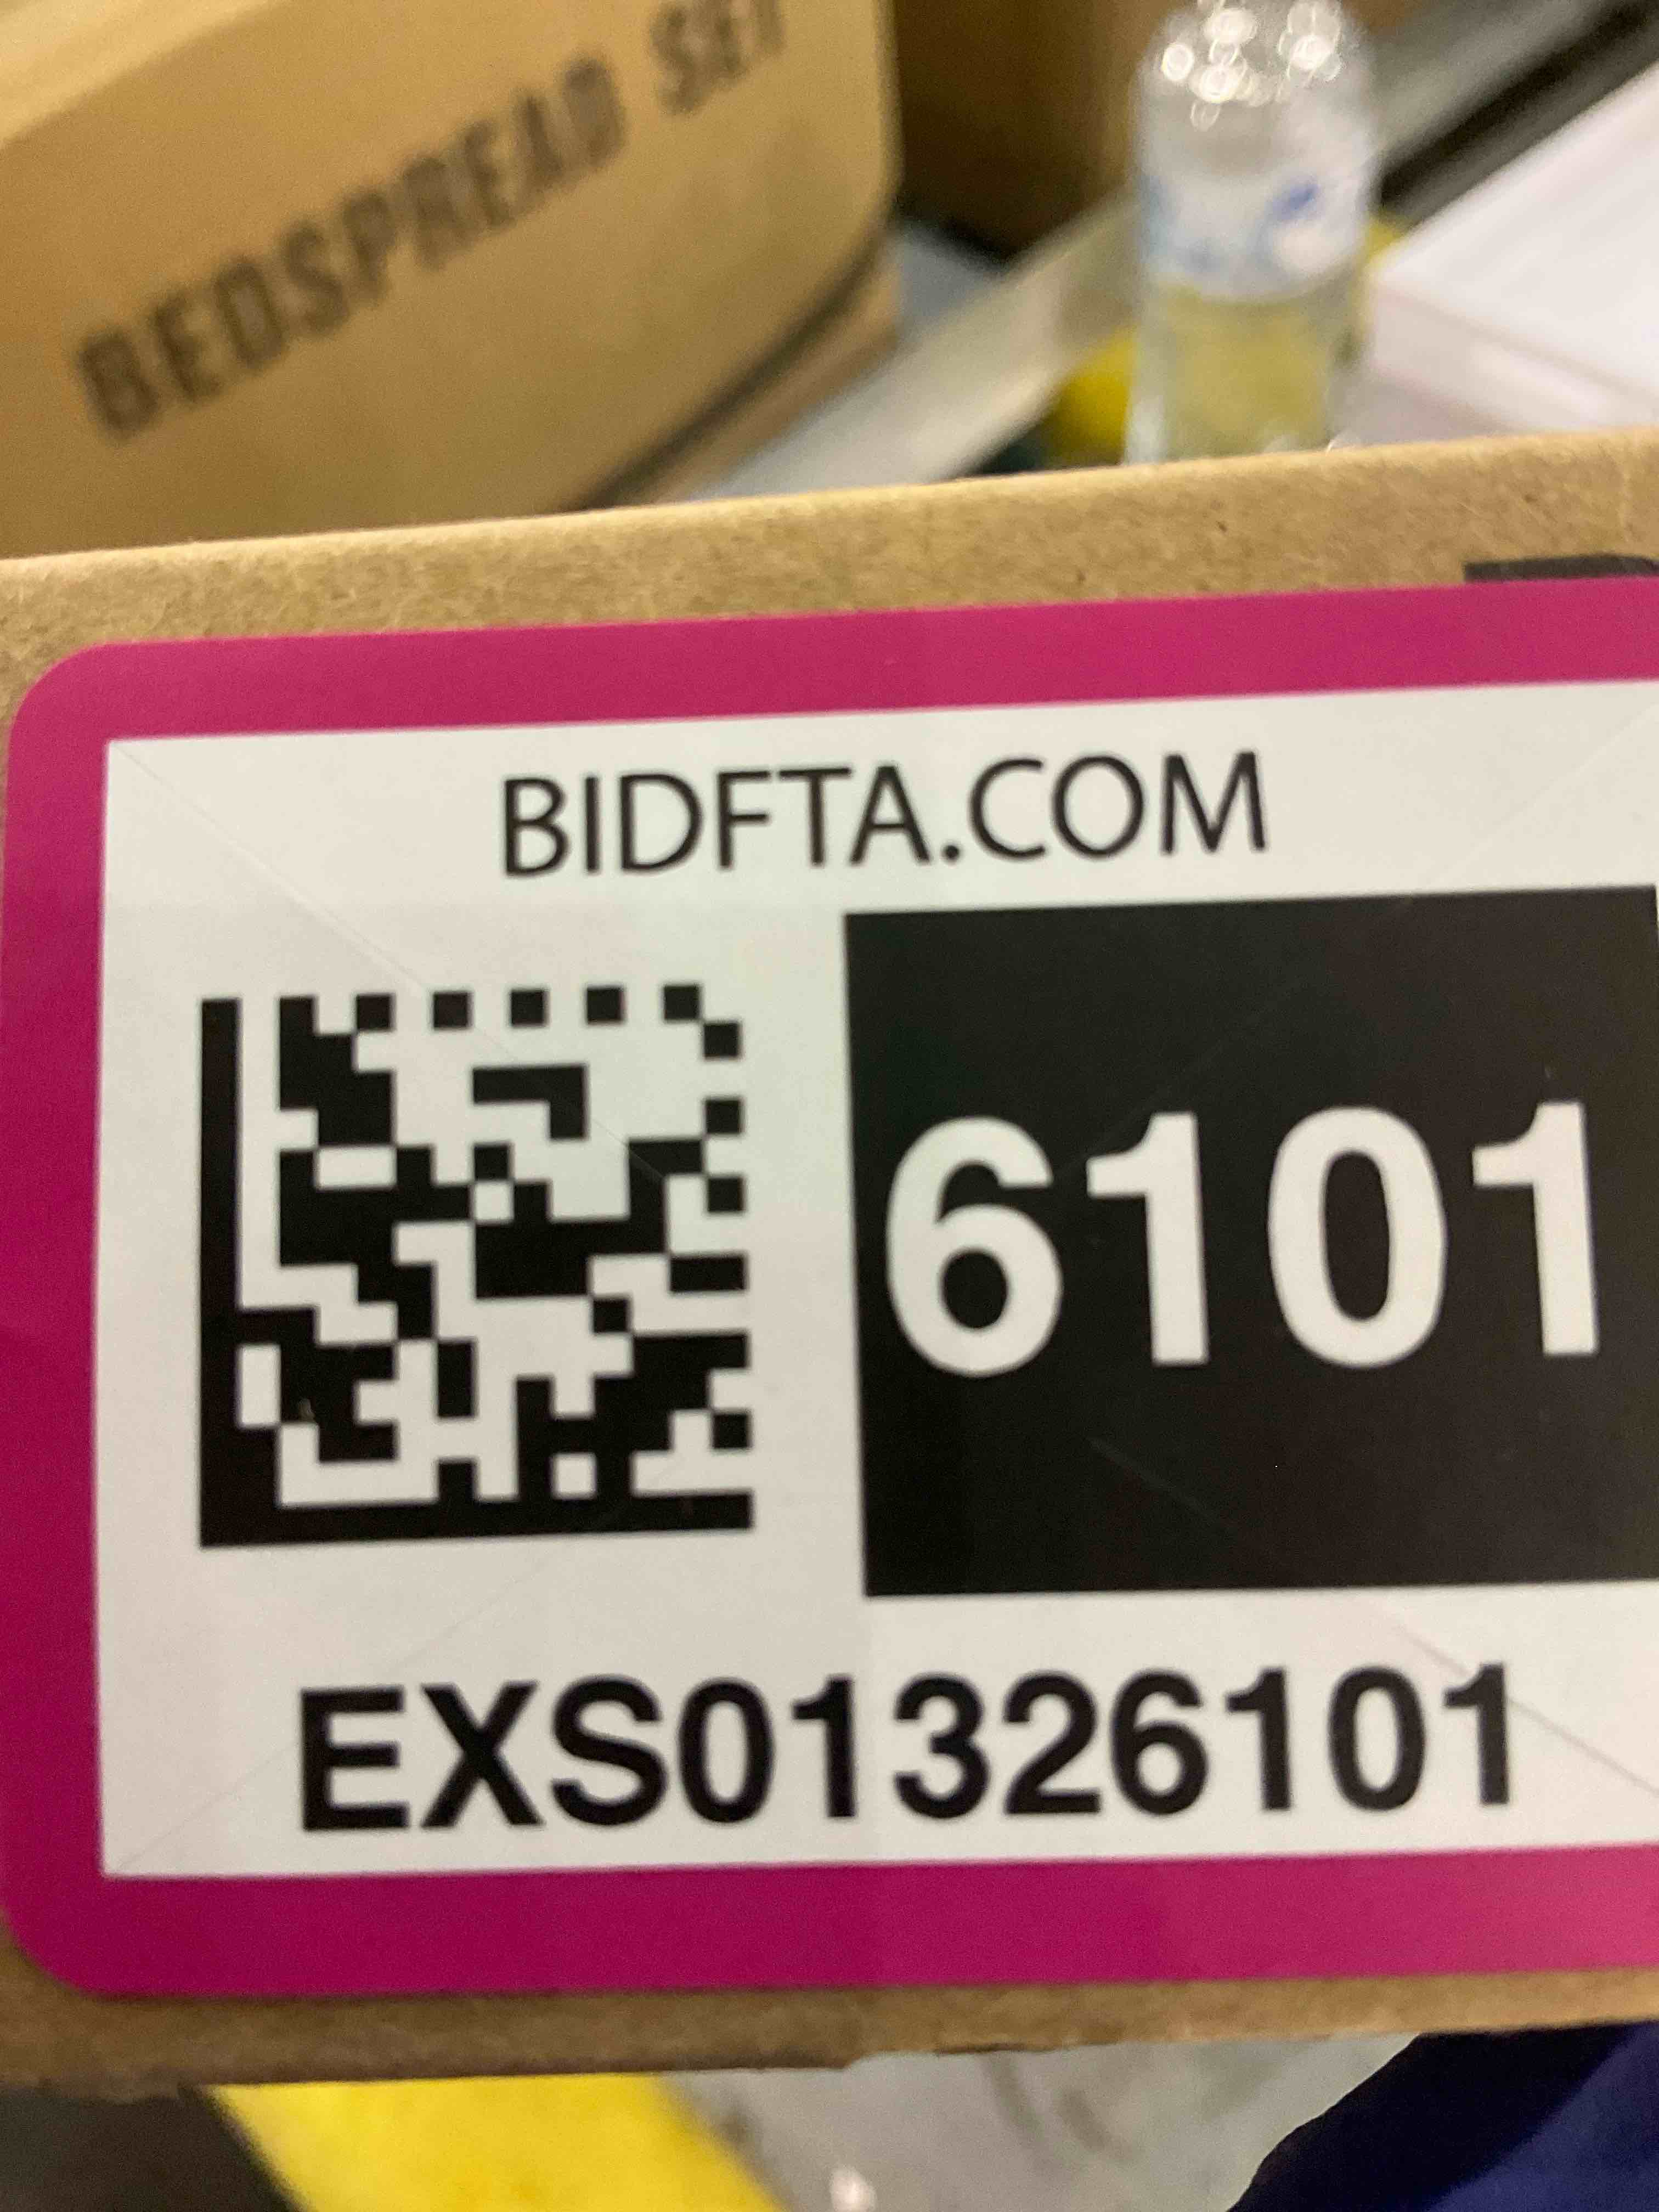 BEDSPREAD SET
BIDFTA.COM
6101
EXS01326101